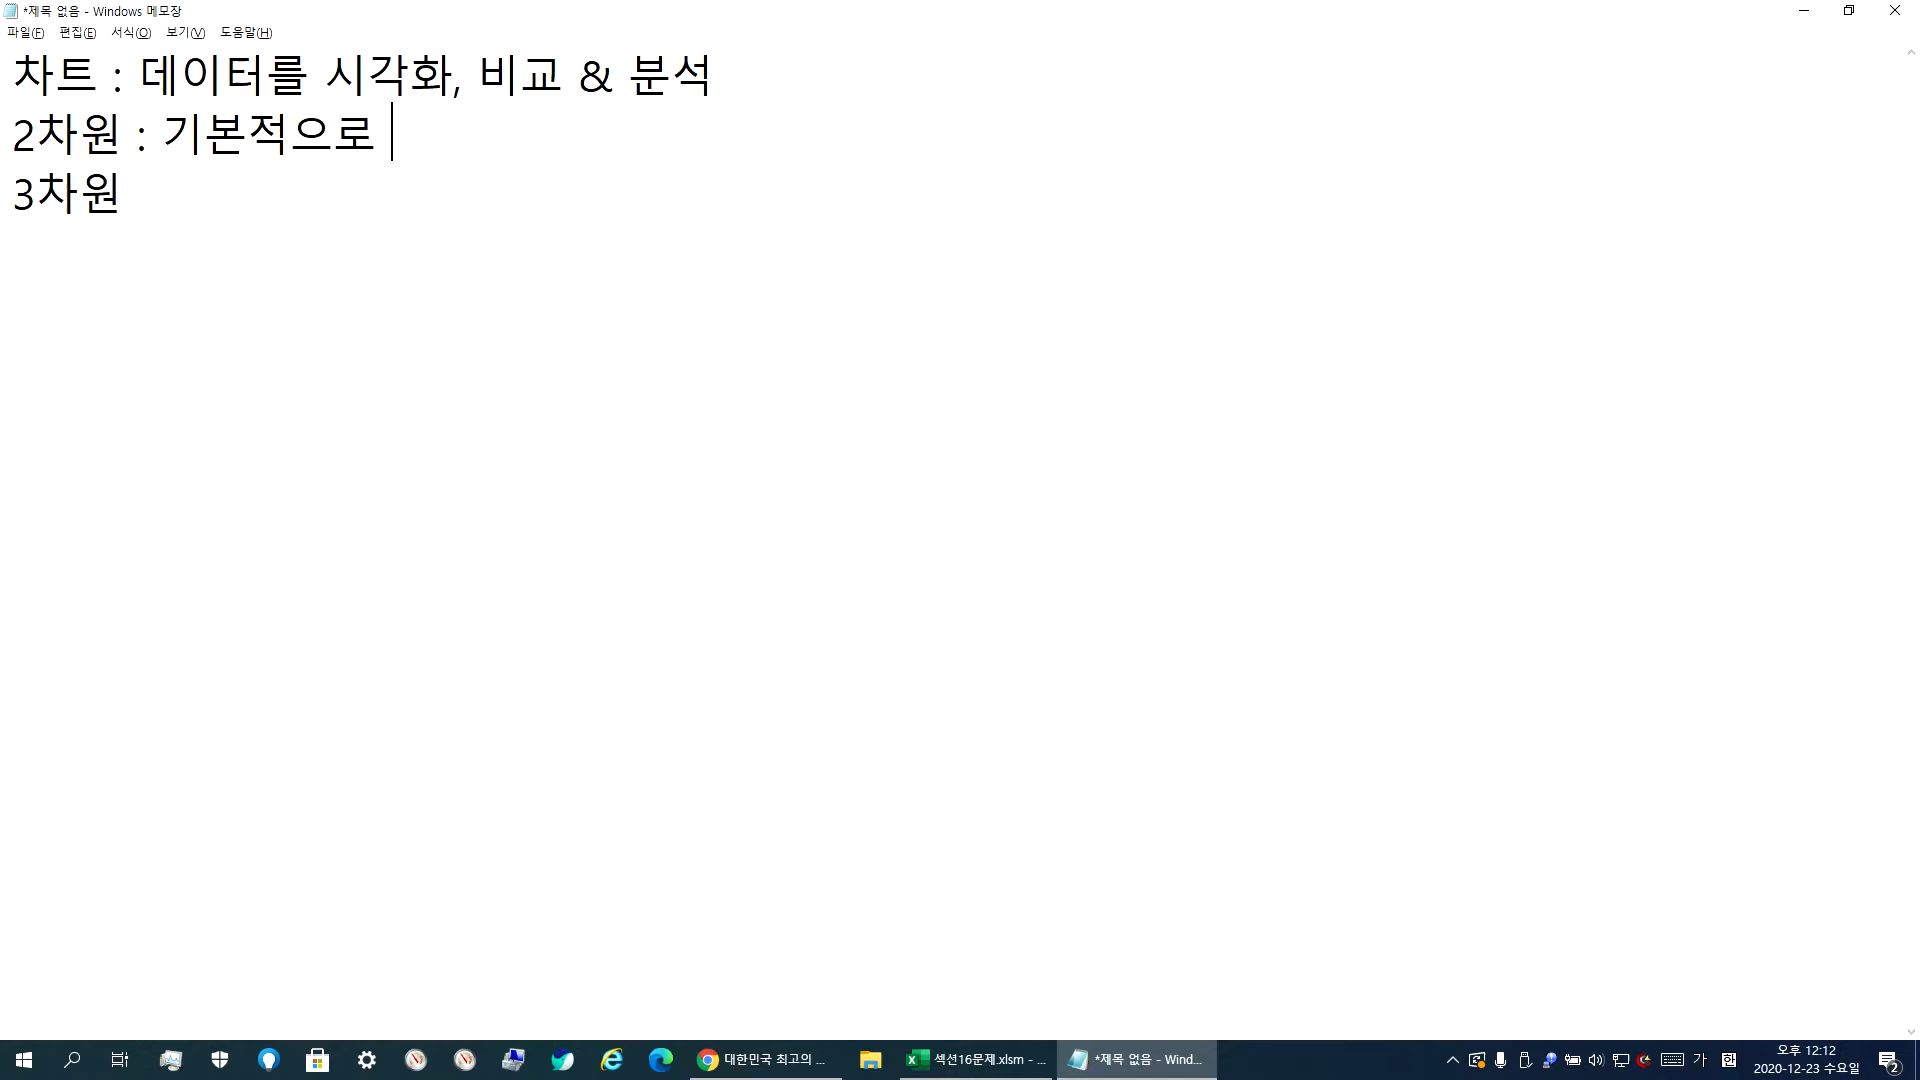 *제목 없음 - Windows 메모장
파일(F) 편집(E) 서식(O) 보기(V) 도움말(H)
차트 : 데이터를 시각화, 비교 & 분석
2차원 : 기본적으로
3차원
대한민국 최고의 ...
섹션16문제.xlsm - ...
*제목 없음 - Wind...
가
한
오후 12:12
2020-12-23 수요일
2